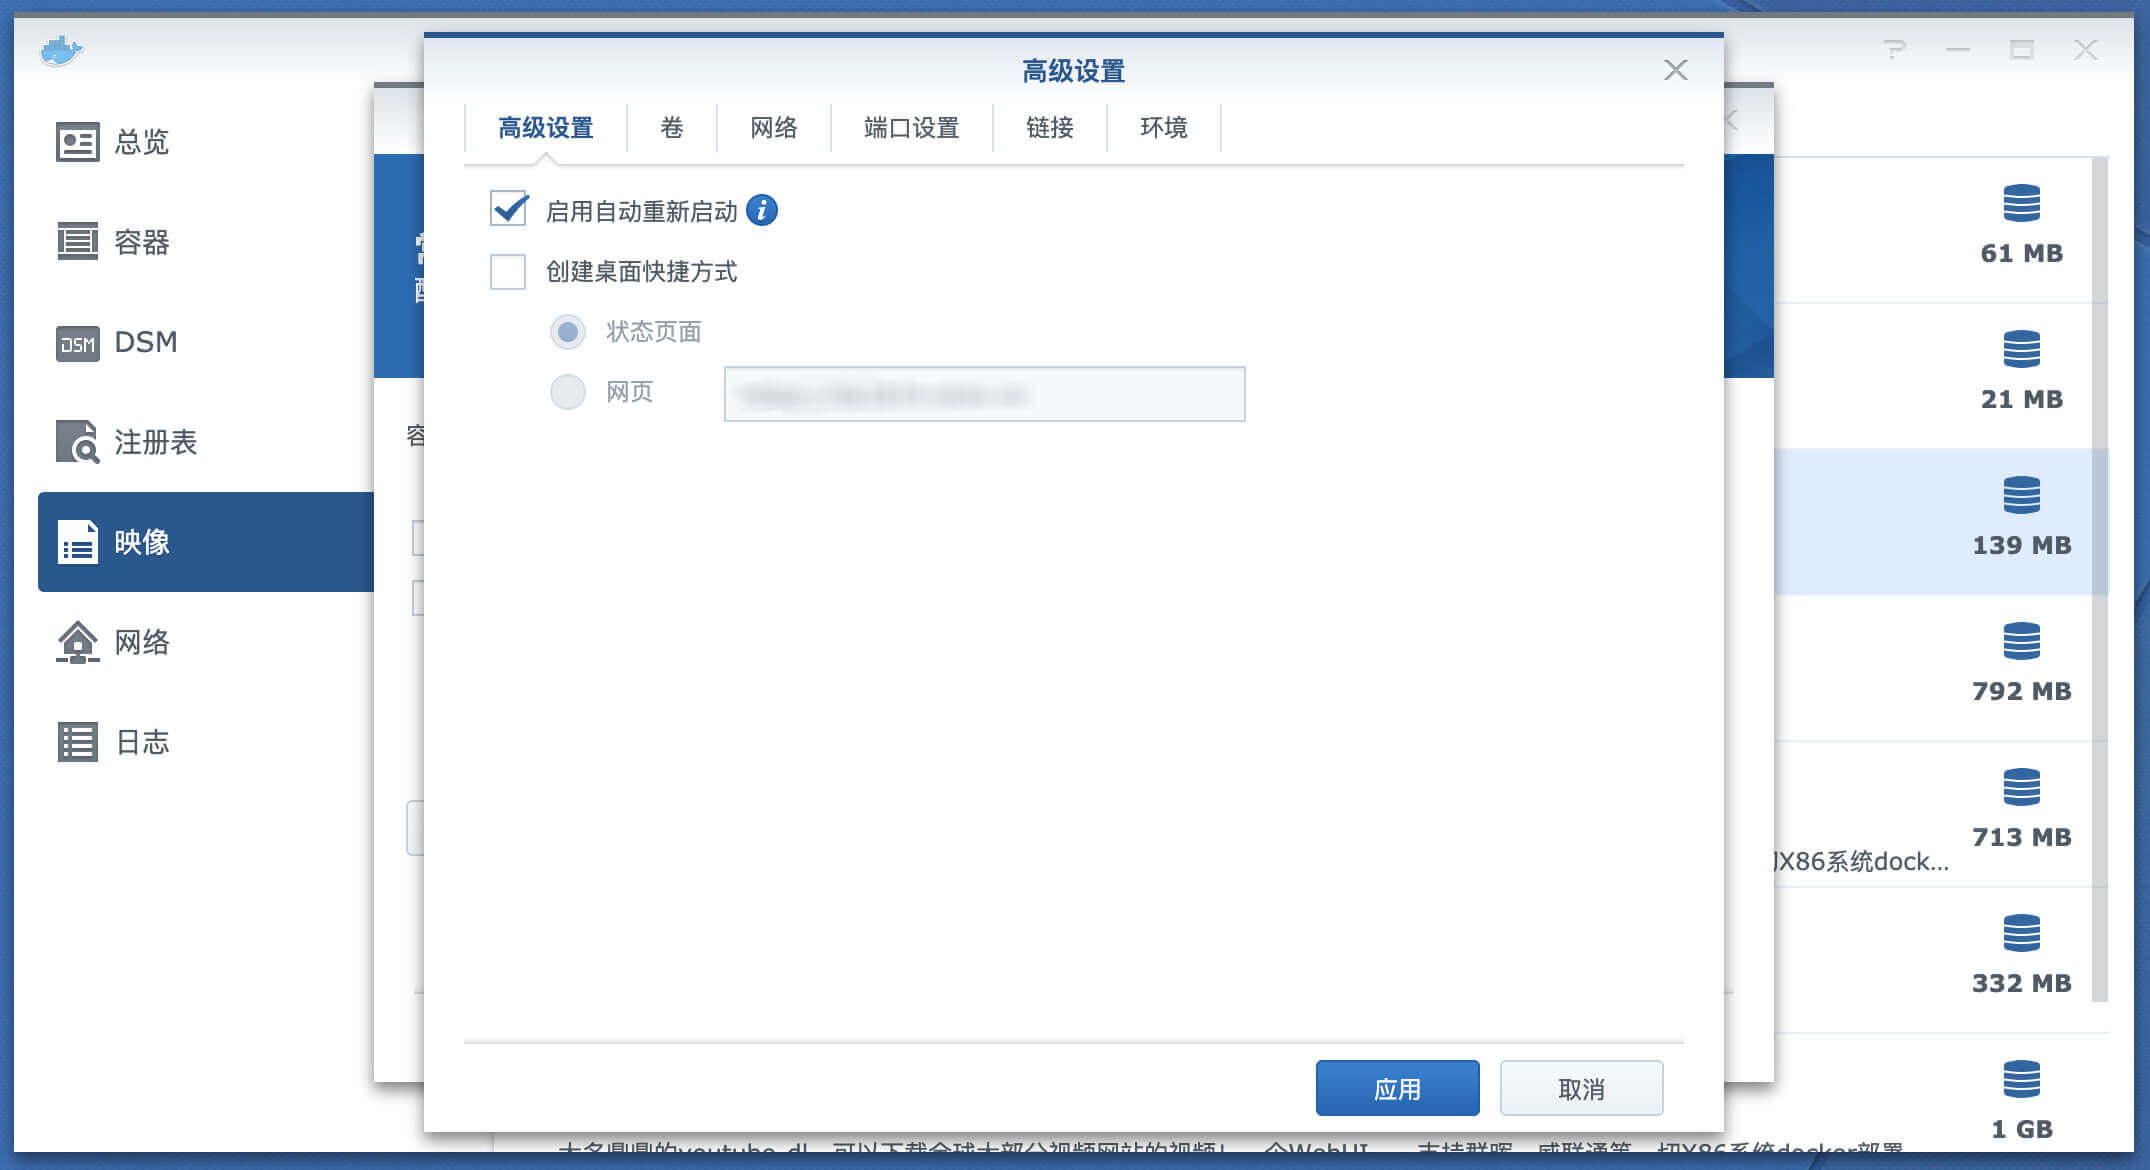 高级设置
高级设置
卷
网络
端口设置
链接
环境
总览
容器
DSM
DSM
注册表
映像
网络
日志
启用自动重新启动
创建桌面快捷方式
状态页面
网页
容
61 MB
21 MB
139 MB
792 MB
713 MB
X86系统dock...
332 MB
1 GB
应用
取消